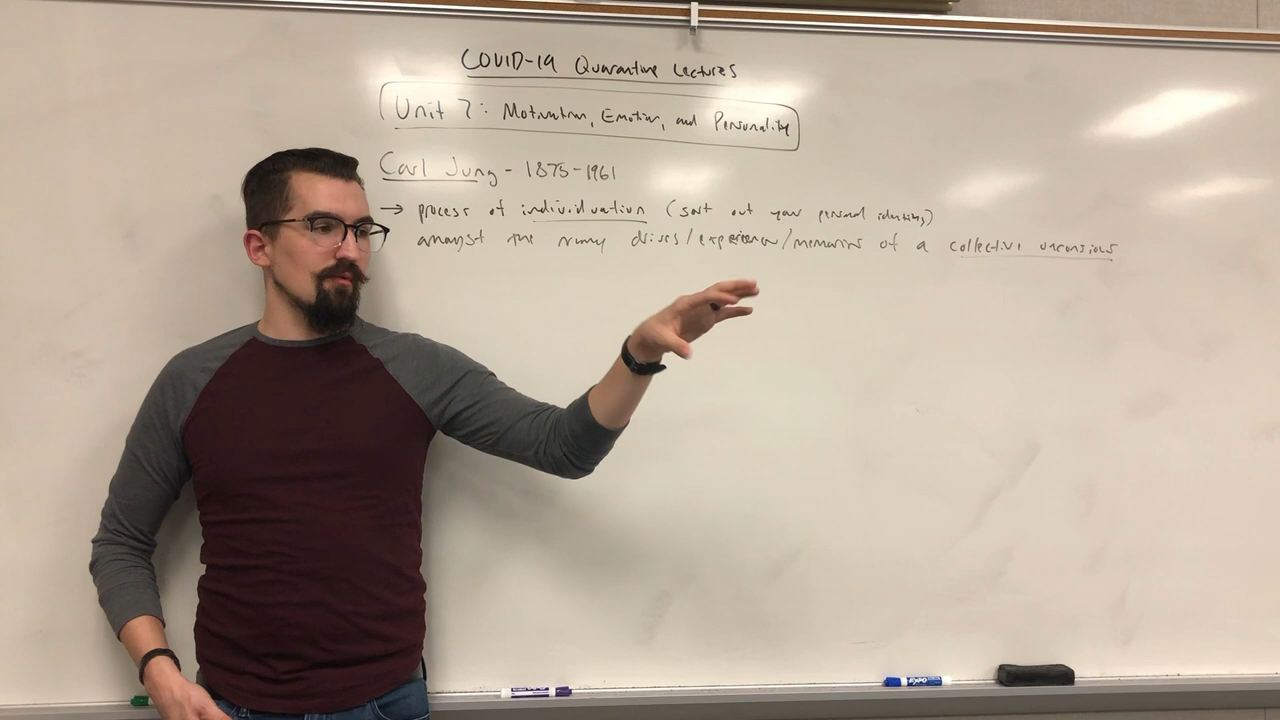 COVID-19 Quarantine Lectures
Unit 7: Motivation, Emotion, and Personality
Carl Jung - 1875-1961
→ process of individuation (sort out your personal identity)
amongst the many drives/experiences/memories of a collective unconscious
EXPO